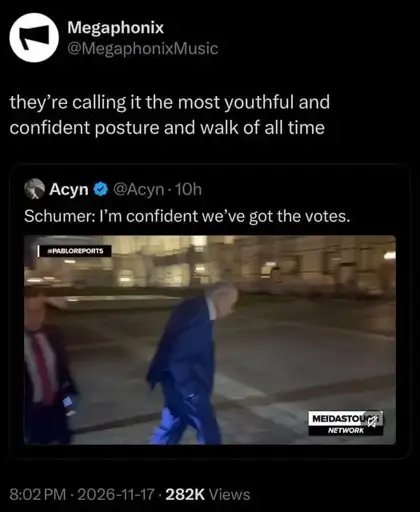 Megaphonix
@MegaphonixMusic
they’re calling it the most youthful and
confident posture and walk of all time
Acyn @Acyn · 10h
Schumer: I’m confident we’ve got the votes.
@PABLOREPORTS
NETWORK
8:02 PM · 2026-11-17 · 282K Views